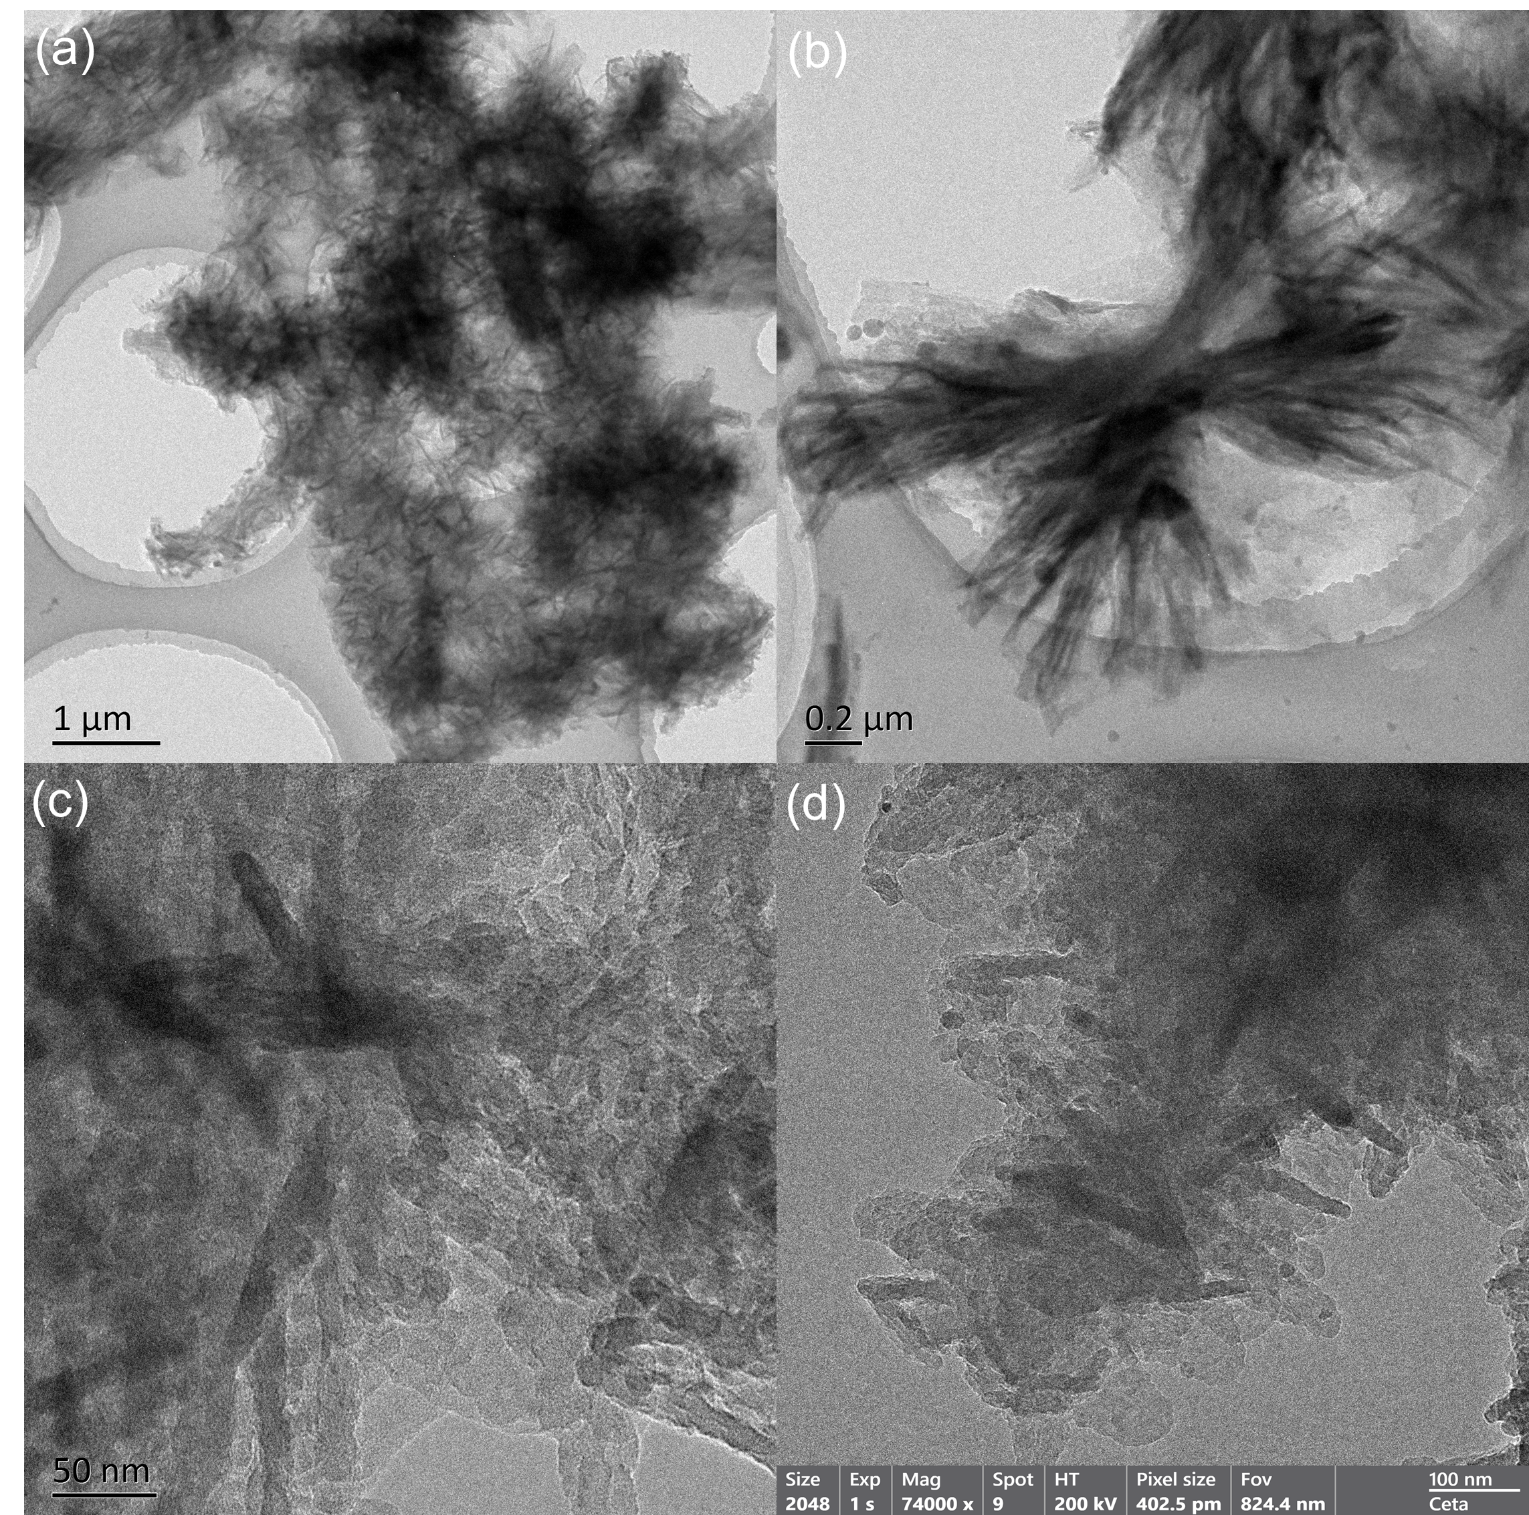 (a)
(b)
1 µm
0.2 µm
(c)
(d)
50 nm
Size Exp Mag Spot HT Pixel size Fov 100 nm
2048 1 s 74000 x 9 200 kV 402.5 pm 824.4 nm Ceta